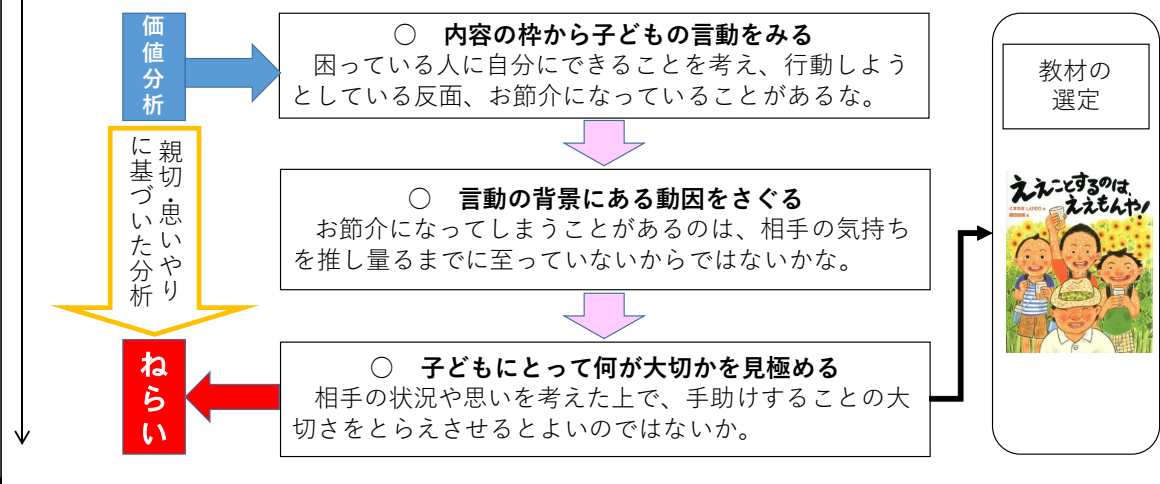 価値分析
○　内容の枠から子どもの言動をみる
困っている人に自分にできることを考え、行動しよう
としている反面、お節介になっていることがあるな。
親切・思いやり
に基づいた分析
○　言動の背景にある動因をさぐる
お節介になってしまうことがあるのは、相手の気持ち
を推し量るまでに至っていないからではないかな。
ねらい
○　子どもにとって何が大切かを見極める
相手の状況や思いを考えた上で、手助けすることの大
切さをとらえさせるとよいのではないか。
教材の
選定
ええことするのは、
ええもんや!